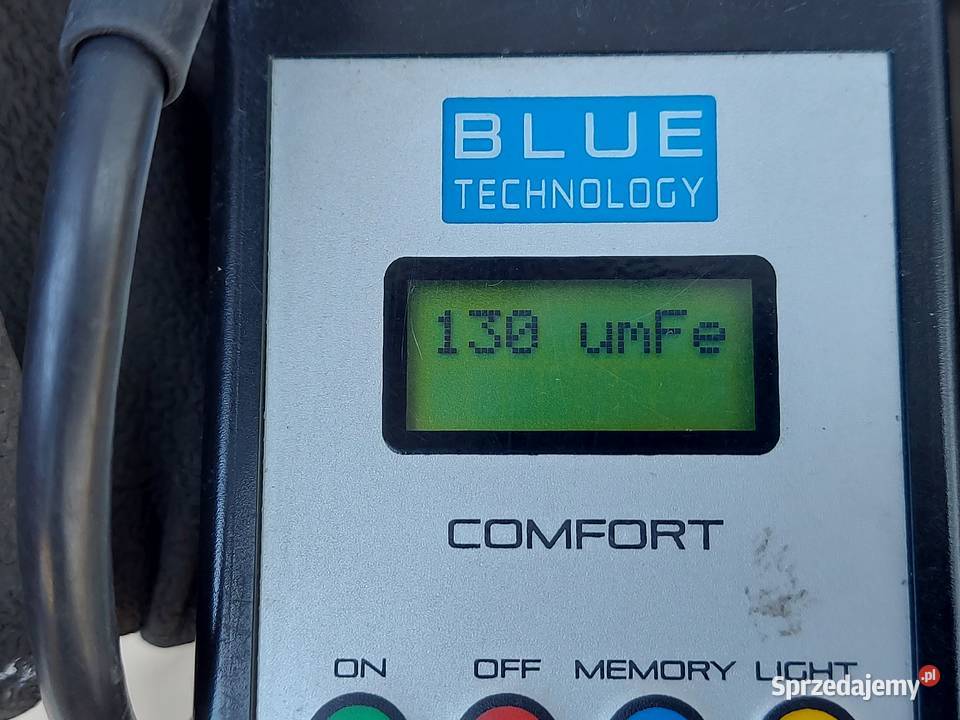 BLUE
TECHNOLOGY
130 umFe
COMFORT
ON OFF MEMORY LIGHT
Sprzedajemy.pl